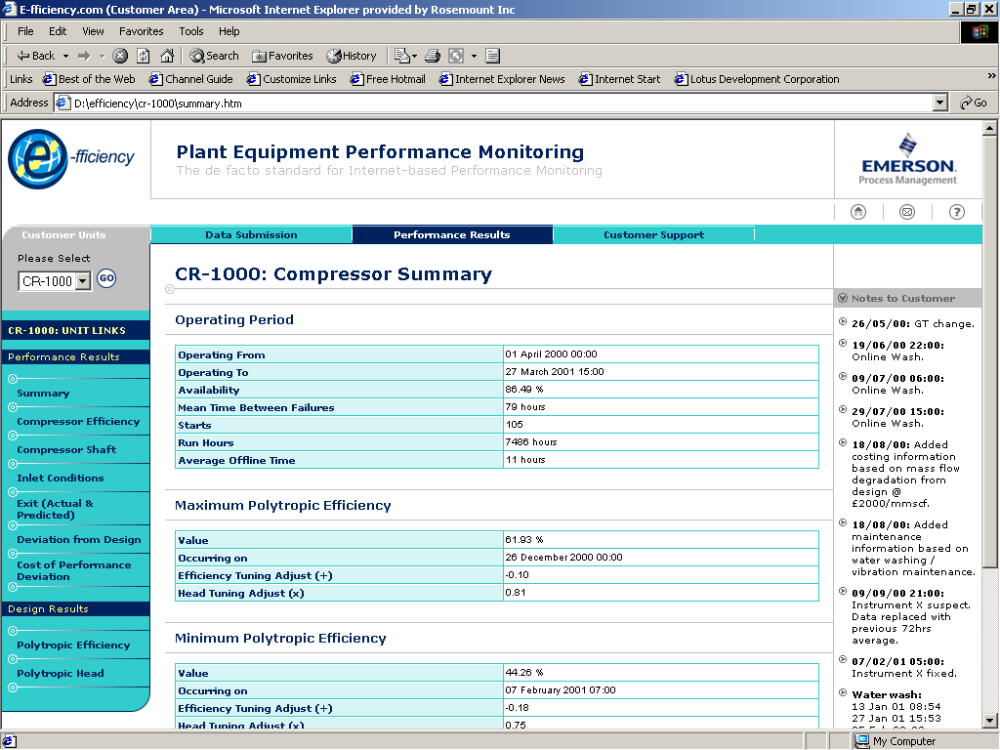 E-fficiency.com (Customer Area) - Microsoft Internet Explorer provided by Rosemount Inc
File Edit View Favorites Tools Help
Back Search Favorites History
Links Best of the Web Channel Guide Customize Links Free Hotmail Internet Explorer News Internet Start Lotus Development Corporation »
Address D:\efficiency\cr-1000\summary.htm Go
e-fficiency
Plant Equipment Performance Monitoring
The de facto standard for Internet-based Performance Monitoring
EMERSON.
Process Management
?
Customer Units Data Submission Performance Results Customer Support
Please Select
CR-1000 GO
CR-1000: UNIT LINKS
Performance Results
Summary
Compressor Efficiency
Compressor Shaft
Inlet Conditions
Exit (Actual &
Predicted)
Deviation from Design
Cost of Performance
Deviation
Design Results
Polytropic Efficiency
Polytropic Head
CR-1000: Compressor Summary
Operating Period
Operating From 01 April 2000 00:00
Operating To 27 March 2001 15:00
Availability 86.49 %
Mean Time Between Failures 79 hours
Starts 105
Run Hours 7486 hours
Average Offline Time 11 hours
Maximum Polytropic Efficiency
Value 61.93 %
Occurring on 26 December 2000 00:00
Efficiency Tuning Adjust (+) -0.10
Head Tuning Adjust (x) 0.81
Minimum Polytropic Efficiency
Value 44.26 %
Occurring on 07 February 2001 07:00
Efficiency Tuning Adjust (+) -0.18
Head Tuning Adjust (x) 0.75
Notes to Customer
26/05/00: GT change.
19/06/00 22:00:
Online Wash.
09/07/00 06:00:
Online Wash.
29/07/00 15:00:
Online Wash.
18/08/00: Added
costing information
based on mass flow
degradation from
design @
£2000/mmscf.
18/08/00: Added
maintenance
information based on
water washing /
vibration maintenance.
09/09/00 21:00:
Instrument X suspect.
Data replaced with
previous 72hrs
average.
07/02/01 05:00:
Instrument X fixed.
Water wash:
13 Jan 01 08:54
27 Jan 01 15:53
My Computer